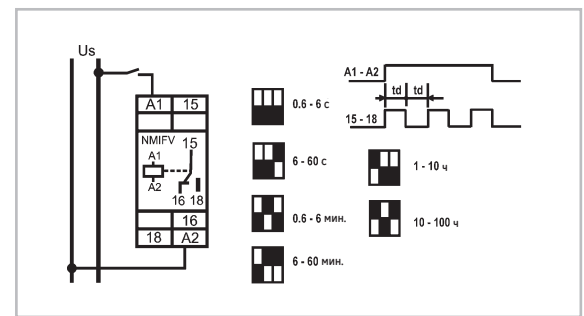 Us
A1 15
NMIFV 15
A1
A2
16 18
16
18 A2
0.6 - 6 с
6 - 60 с
0.6 - 6 мин.
6 - 60 мин.
A1 - A2
td td
15 - 18
1 - 10 ч
10 - 100 ч